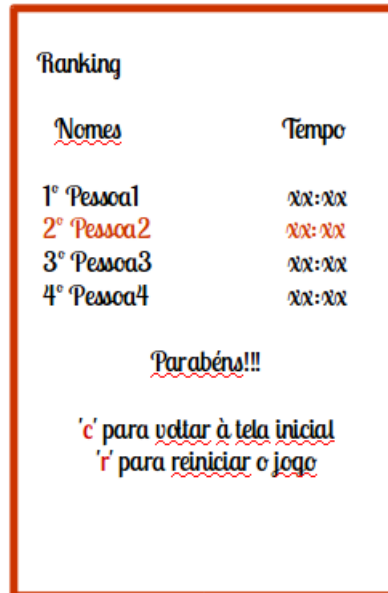 Ranking
Nomes Tempo
1º Pessoa1 xx:xx
2º Pessoa2 xx:xx
3º Pessoa3 xx:xx
4º Pessoa4 xx:xx
Parabéns!!!
'c' para voltar à tela inicial
'r' para reiniciar o jogo